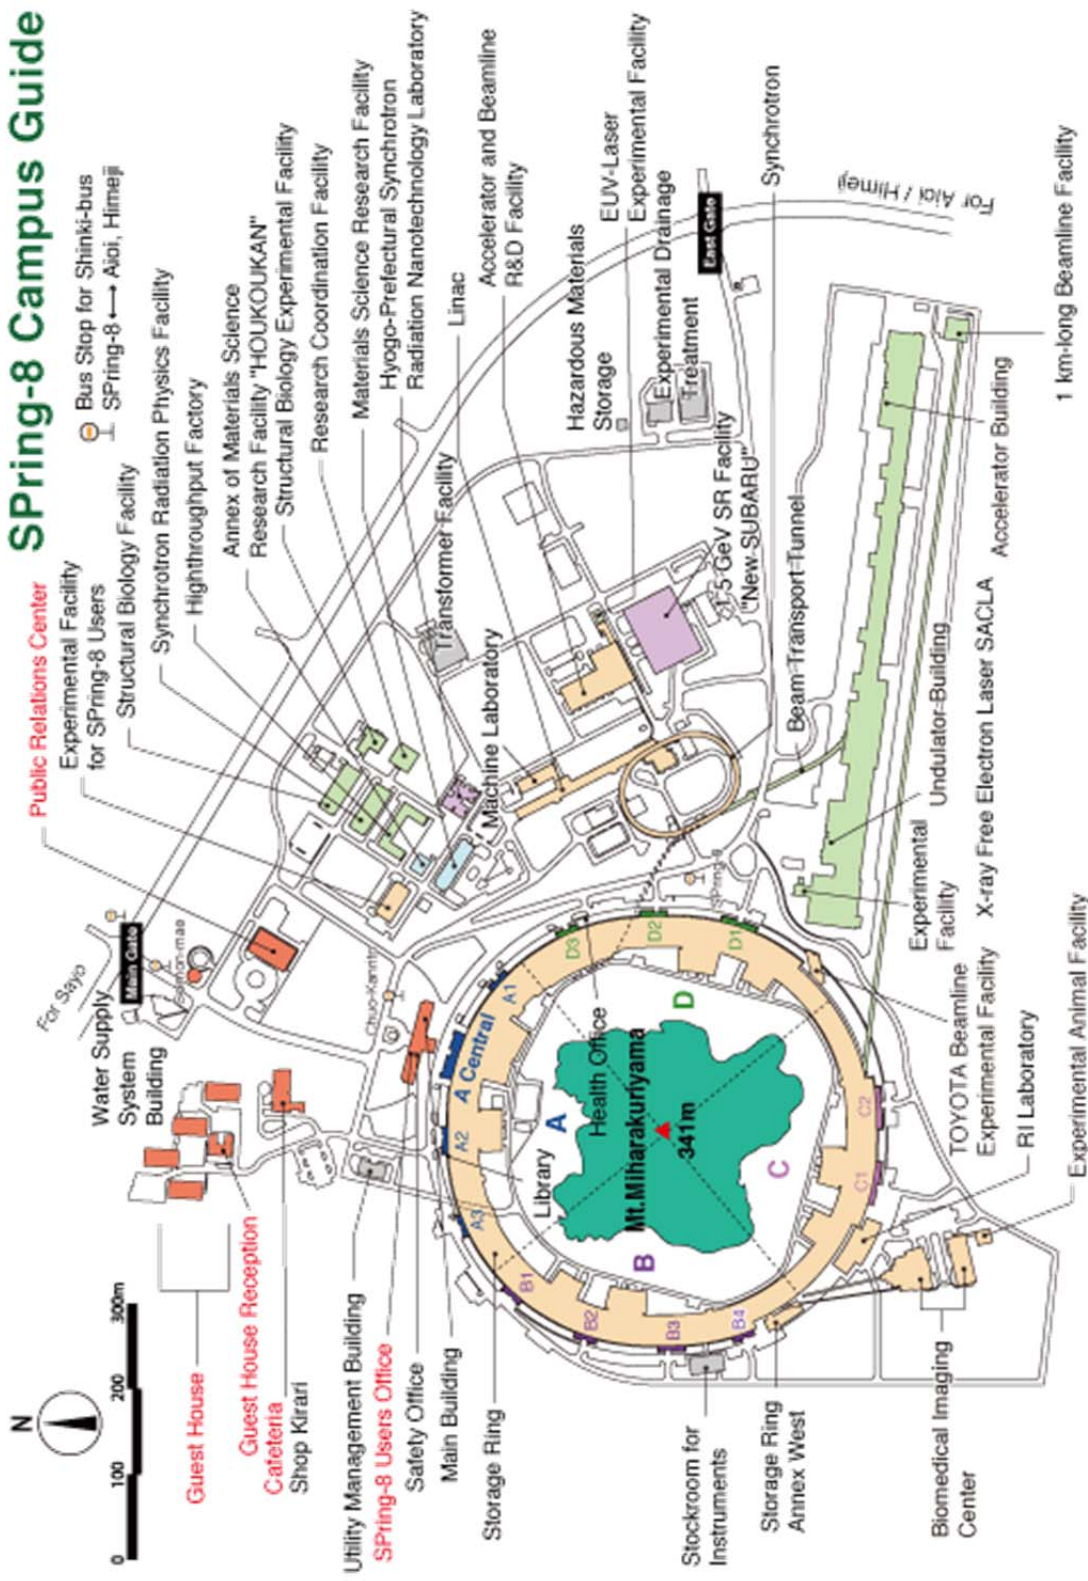 SPring-8 Campus Guide
N
0 100 200 300m
Bus Stop for Shinki-bus
SPring-8⟷Aioi, Himeji
Public Relations Center
Experimental Facility
for SPring-8 Users
Structural Biology Facility
Synchrotron Radiation Physics Facility
Highthroughput Factory
Annex of Materials Science
Research Facility "HOUKOUKAN"
Structural Biology Experimental Facility
Research Coordination Facility
Materials Science Research Facility
Hyogo-Prefectural Synchrotron
Radiation Nanotechnology Laboratory
Linac
Accelerator and Beamline
R&D Facility
EUV-Laser
Experimental Facility
Synchrotron
For Sayo
Main Gate
Water Supply
System
Building
Guest House
Guest House Reception
Cafeteria
Shop Kirari
Utility Management Building
SPring-8 Users Office
Safety Office
Main Building
Storage Ring
Transformer Facility
Machine Laboratory
Hazardous Materials
Storage
Experimental Drainage
Treatment
East Gate
For Aioi / Himeji
1.5 GeV SR Facility
"New SUBARU"
Beam Transport Tunnel
A1
A Central
A2
A3
B1
B2
B3
B4
C1
C2
D1
D2
D3
A
B
C
D
Library
Health Office
Mt.Miharakuriyama
341m
Stockroom for
Instruments
Storage Ring
Annex West
Biomedical Imaging
Center
Experimental Animal Facility
RI Laboratory
TOYOTA Beamline
Experimental Facility
Experimental
Facility
X-ray Free Electron Laser SACLA
Undulator Building
Accelerator Building
1 km-long Beamline Facility